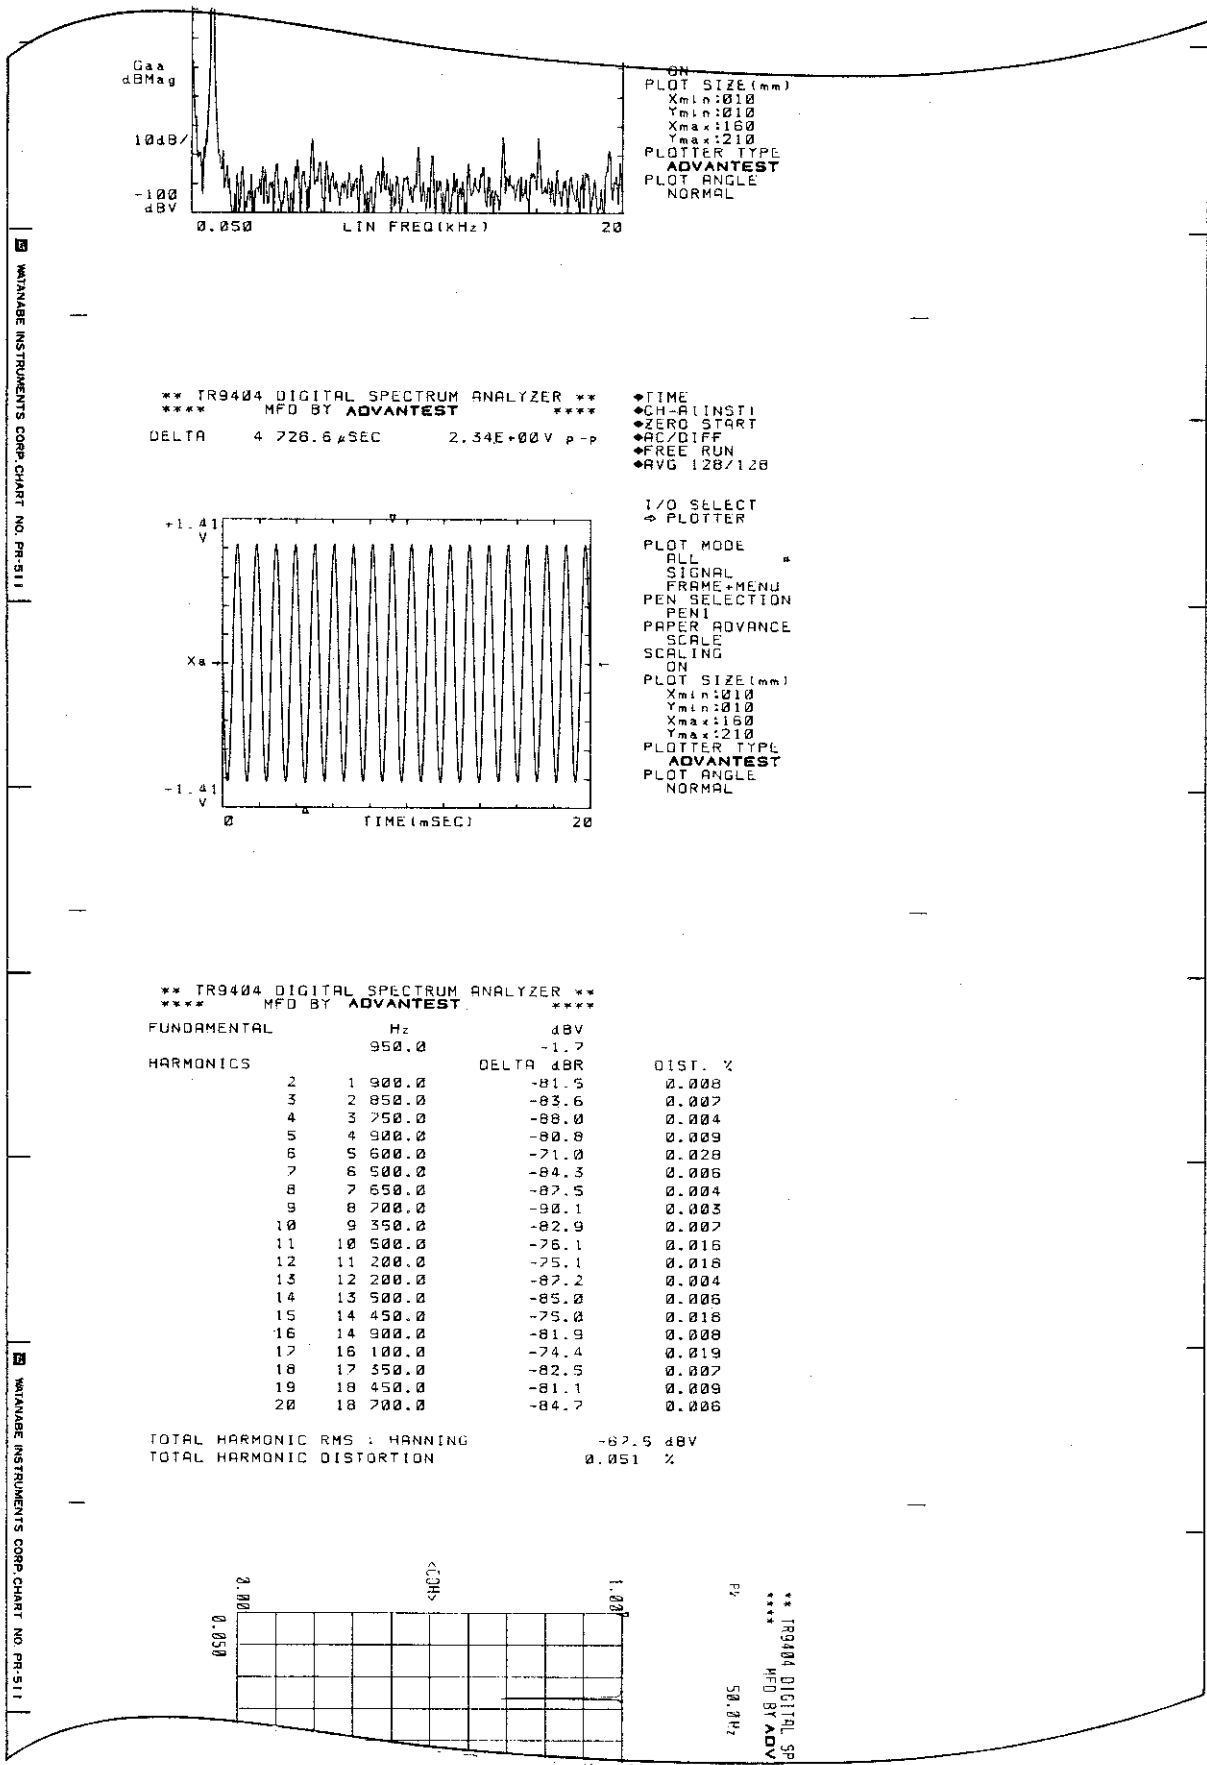 Gaa
dBMag
10dB/
-100
dBV
0.050 LIN FREQ(kHz) 20
ON
PLOT SIZE(mm)
Xmin:010
Ymin:010
Xmax:160
Ymax:210
PLOTTER TYPE
ADVANTEST
PLOT ANGLE
NORMAL
WATANABE INSTRUMENTS CORP. CHART NO. PR-511
** TR9404 DIGITAL SPECTRUM ANALYZER **
**** MFD BY ADVANTEST ****
DELTA 4 726.6µSEC 2.34E+00V p-p
◆TIME
◆CH-A[INST]
◆ZERO START
◆AC/DIFF
◆FREE RUN
◆AVG 128/128
I/O SELECT
⇒ PLOTTER
PLOT MODE
ALL
SIGNAL
FRAME+MENU
PEN SELECTION
PEN1
PAPER ADVANCE
SCALE
SCALING
ON
PLOT SIZE(mm)
Xmin:010
Ymin:010
Xmax:160
Ymax:210
PLOTTER TYPE
ADVANTEST
PLOT ANGLE
NORMAL
+1.41
V
Xa
-1.41
V
0 TIME(mSEC) 20
** TR9404 DIGITAL SPECTRUM ANALYZER **
**** MFD BY ADVANTEST ****
FUNDAMENTAL Hz dBV
950.0 -1.7
HARMONICS DELTA dBR DIST. %
2 1 900.0 -81.5 0.008
3 2 850.0 -83.6 0.007
4 3 750.0 -88.0 0.004
5 4 900.0 -80.8 0.009
6 5 600.0 -71.0 0.028
7 6 500.0 -84.3 0.006
8 7 650.0 -87.5 0.004
9 8 700.0 -90.1 0.003
10 9 350.0 -82.9 0.007
11 10 500.0 -76.1 0.016
12 11 200.0 -75.1 0.018
13 12 200.0 -87.2 0.004
14 13 500.0 -85.0 0.006
15 14 450.0 -75.0 0.018
16 14 900.0 -81.9 0.008
17 16 100.0 -74.4 0.019
18 17 350.0 -82.5 0.007
19 18 450.0 -81.1 0.009
20 18 700.0 -84.7 0.006
TOTAL HARMONIC RMS : HANNING -67.5 dBV
TOTAL HARMONIC DISTORTION 0.051 %
WATANABE INSTRUMENTS CORP. CHART NO. PR-511
** TR9404 DIGITAL SP
**** MFD BY ADV
50.0Hz
1.00
<COH>
0.00
0.050